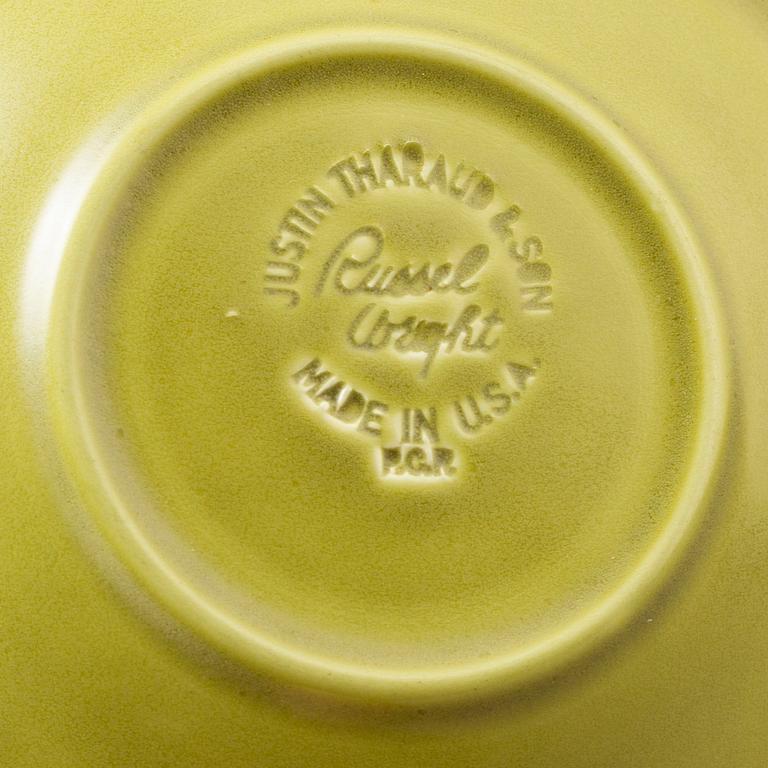 JUSTIN THARAUD & SON
Russel
Wright
MADE IN U.S.A.
P.G.R.